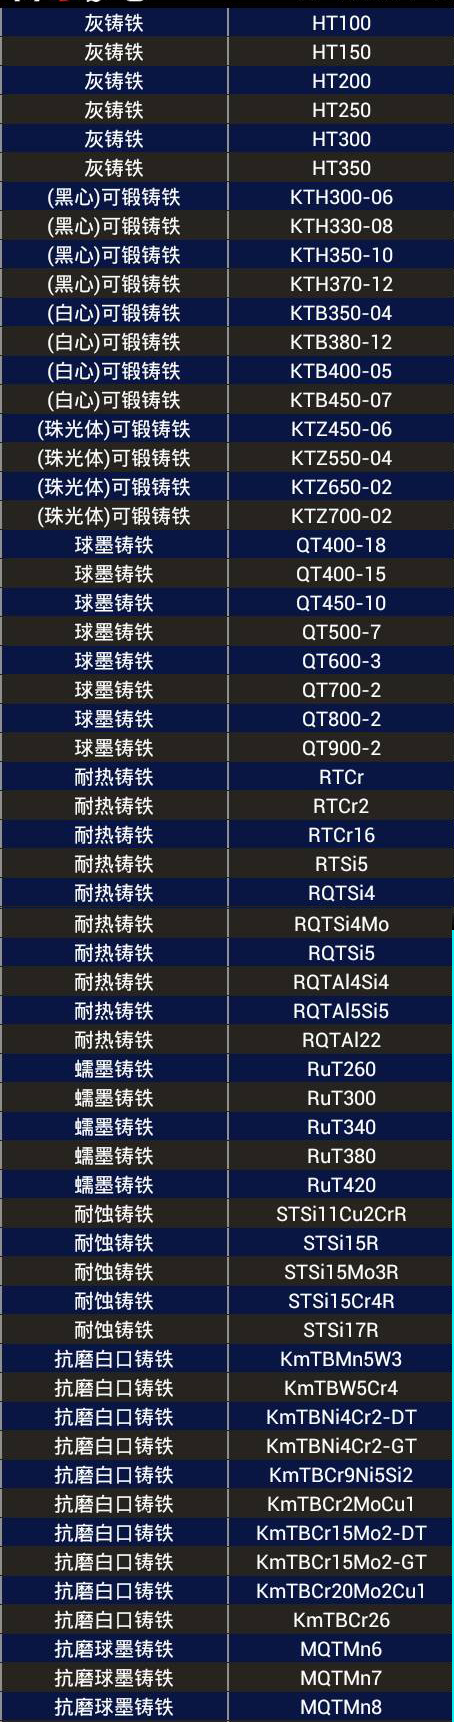 灰铸铁 HT100
灰铸铁 HT150
灰铸铁 HT200
灰铸铁 HT250
灰铸铁 HT300
灰铸铁 HT350
(黑心)可锻铸铁 KTH300-06
(黑心)可锻铸铁 KTH330-08
(黑心)可锻铸铁 KTH350-10
(黑心)可锻铸铁 KTH370-12
(白心)可锻铸铁 KTB350-04
(白心)可锻铸铁 KTB380-12
(白心)可锻铸铁 KTB400-05
(白心)可锻铸铁 KTB450-07
(珠光体)可锻铸铁 KTZ450-06
(珠光体)可锻铸铁 KTZ550-04
(珠光体)可锻铸铁 KTZ650-02
(珠光体)可锻铸铁 KTZ700-02
球墨铸铁 QT400-18
球墨铸铁 QT400-15
球墨铸铁 QT450-10
球墨铸铁 QT500-7
球墨铸铁 QT600-3
球墨铸铁 QT700-2
球墨铸铁 QT800-2
球墨铸铁 QT900-2
耐热铸铁 RTCr
耐热铸铁 RTCr2
耐热铸铁 RTCr16
耐热铸铁 RTSi5
耐热铸铁 RQTSi4
耐热铸铁 RQTSi4Mo
耐热铸铁 RQTSi5
耐热铸铁 RQTAl4Si4
耐热铸铁 RQTAl5Si5
耐热铸铁 RQTAl22
蠕墨铸铁 RuT260
蠕墨铸铁 RuT300
蠕墨铸铁 RuT340
蠕墨铸铁 RuT380
蠕墨铸铁 RuT420
耐蚀铸铁 STSi11Cu2CrR
耐蚀铸铁 STSi15R
耐蚀铸铁 STSi15Mo3R
耐蚀铸铁 STSi15Cr4R
耐蚀铸铁 STSi17R
抗磨白口铸铁 KmTBMn5W3
抗磨白口铸铁 KmTBW5Cr4
抗磨白口铸铁 KmTBNi4Cr2-DT
抗磨白口铸铁 KmTBNi4Cr2-GT
抗磨白口铸铁 KmTBCr9Ni5Si2
抗磨白口铸铁 KmTBCr2MoCu1
抗磨白口铸铁 KmTBCr15Mo2-DT
抗磨白口铸铁 KmTBCr15Mo2-GT
抗磨白口铸铁 KmTBCr20Mo2Cu1
抗磨白口铸铁 KmTBCr26
抗磨球墨铸铁 MQTMn6
抗磨球墨铸铁 MQTMn7
抗磨球墨铸铁 MQTMn8